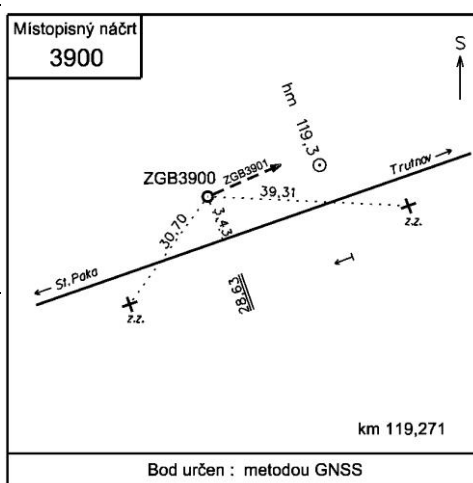 Místopisný náčrt
3900
S
hm 119,3
ZGB3900
ZGB3901
Trutnov
39,31
30,70
3,43
z.z.
St.Paka
28,63
z.z.
km 119,271
Bod určen : metodou GNSS